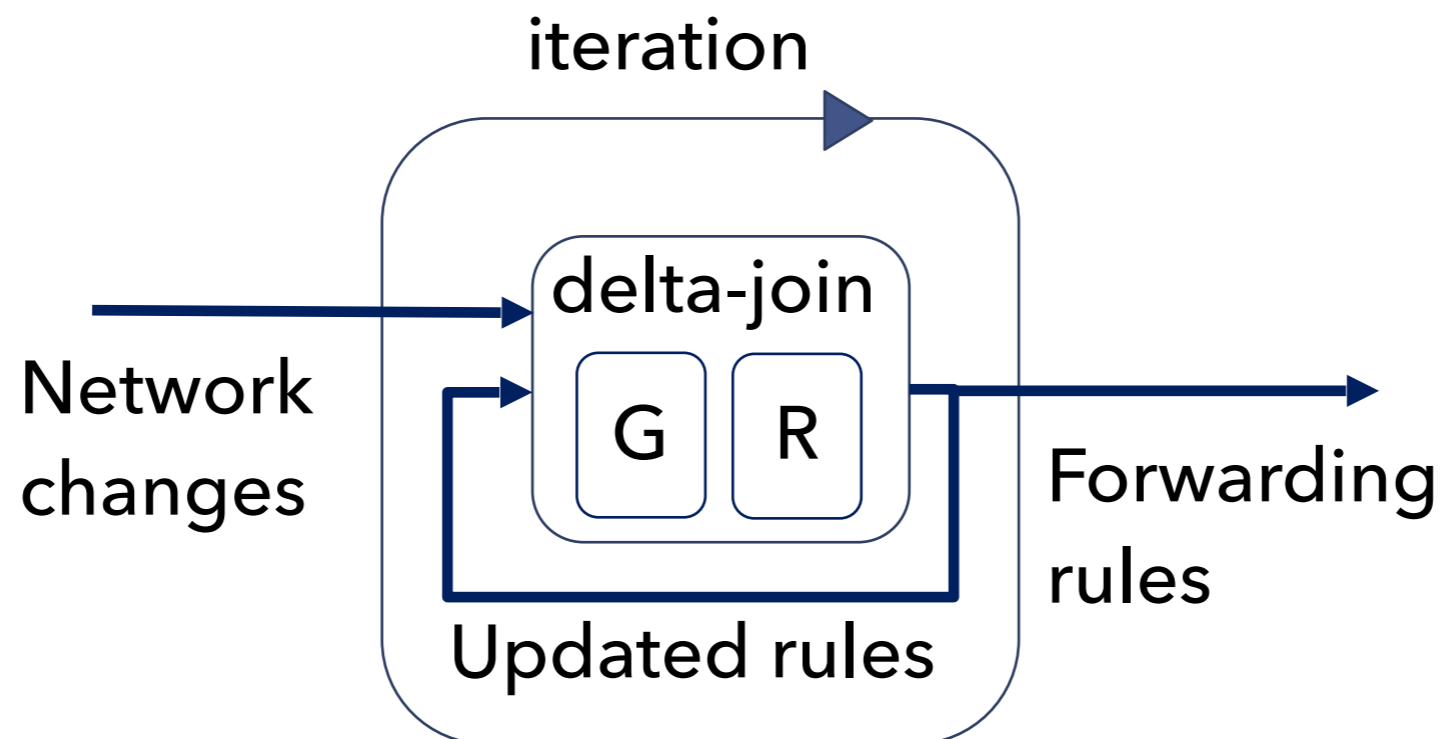 iteration
delta-join
Network
changes
G
R
Forwarding
rules
Updated rules